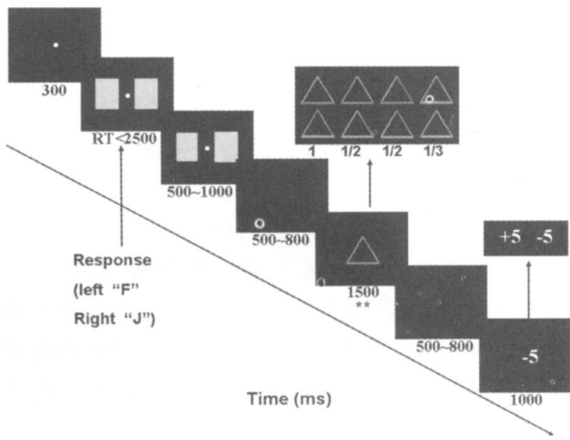 300
RT<2500
500~1000
500~800
1 1/2 1/2 1/3
1500
**
500~800
+5 -5
-5
1000
Response
(left “F”
Right “J”)
Time (ms)